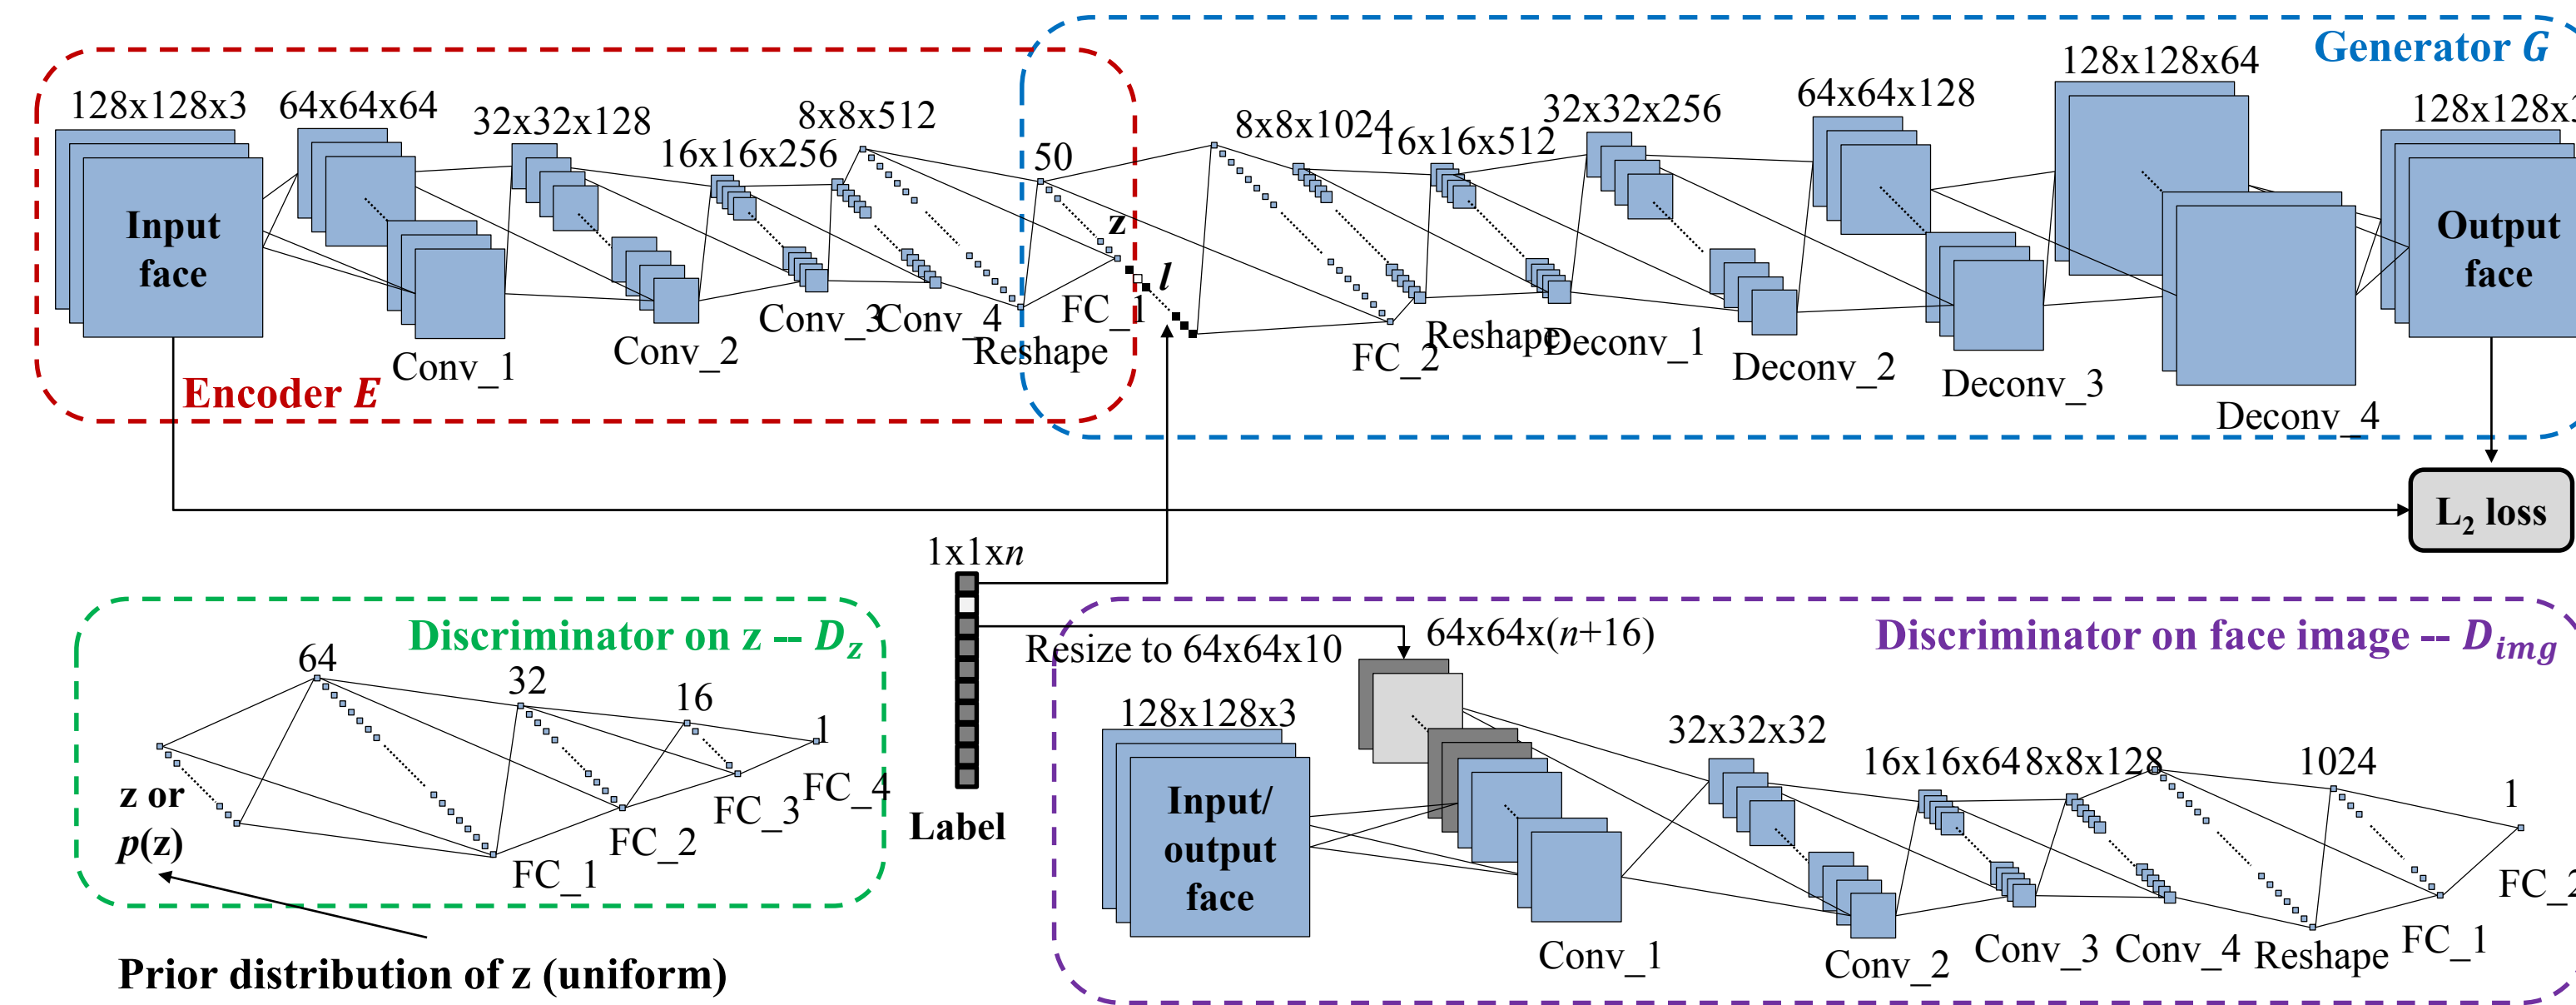 Generator G
128x128x3
64x64x64
32x32x128
16x16x256
8x8x512
50
8x8x1024
16x16x512
32x32x256
64x64x128
128x128x64
128x128x3
Input
face
z
l
Output
face
Conv_1
Conv_2
Conv_3
Conv_4
Reshape
FC_1
FC_2
Reshape
Deconv_1
Deconv_2
Deconv_3
Deconv_4
Encoder E
L2 loss
1x1xn
Label
Discriminator on z -- Dz
64
32
16
1
z or
p(z)
FC_1
FC_2
FC_3
FC_4
Prior distribution of z (uniform)
Resize to 64x64x10
64x64x(n+16)
Discriminator on face image -- Dimg
128x128x3
32x32x32
16x16x64
8x8x128
1024
1
Input/
output
face
Conv_1
Conv_2
Conv_3
Conv_4
Reshape
FC_1
FC_2